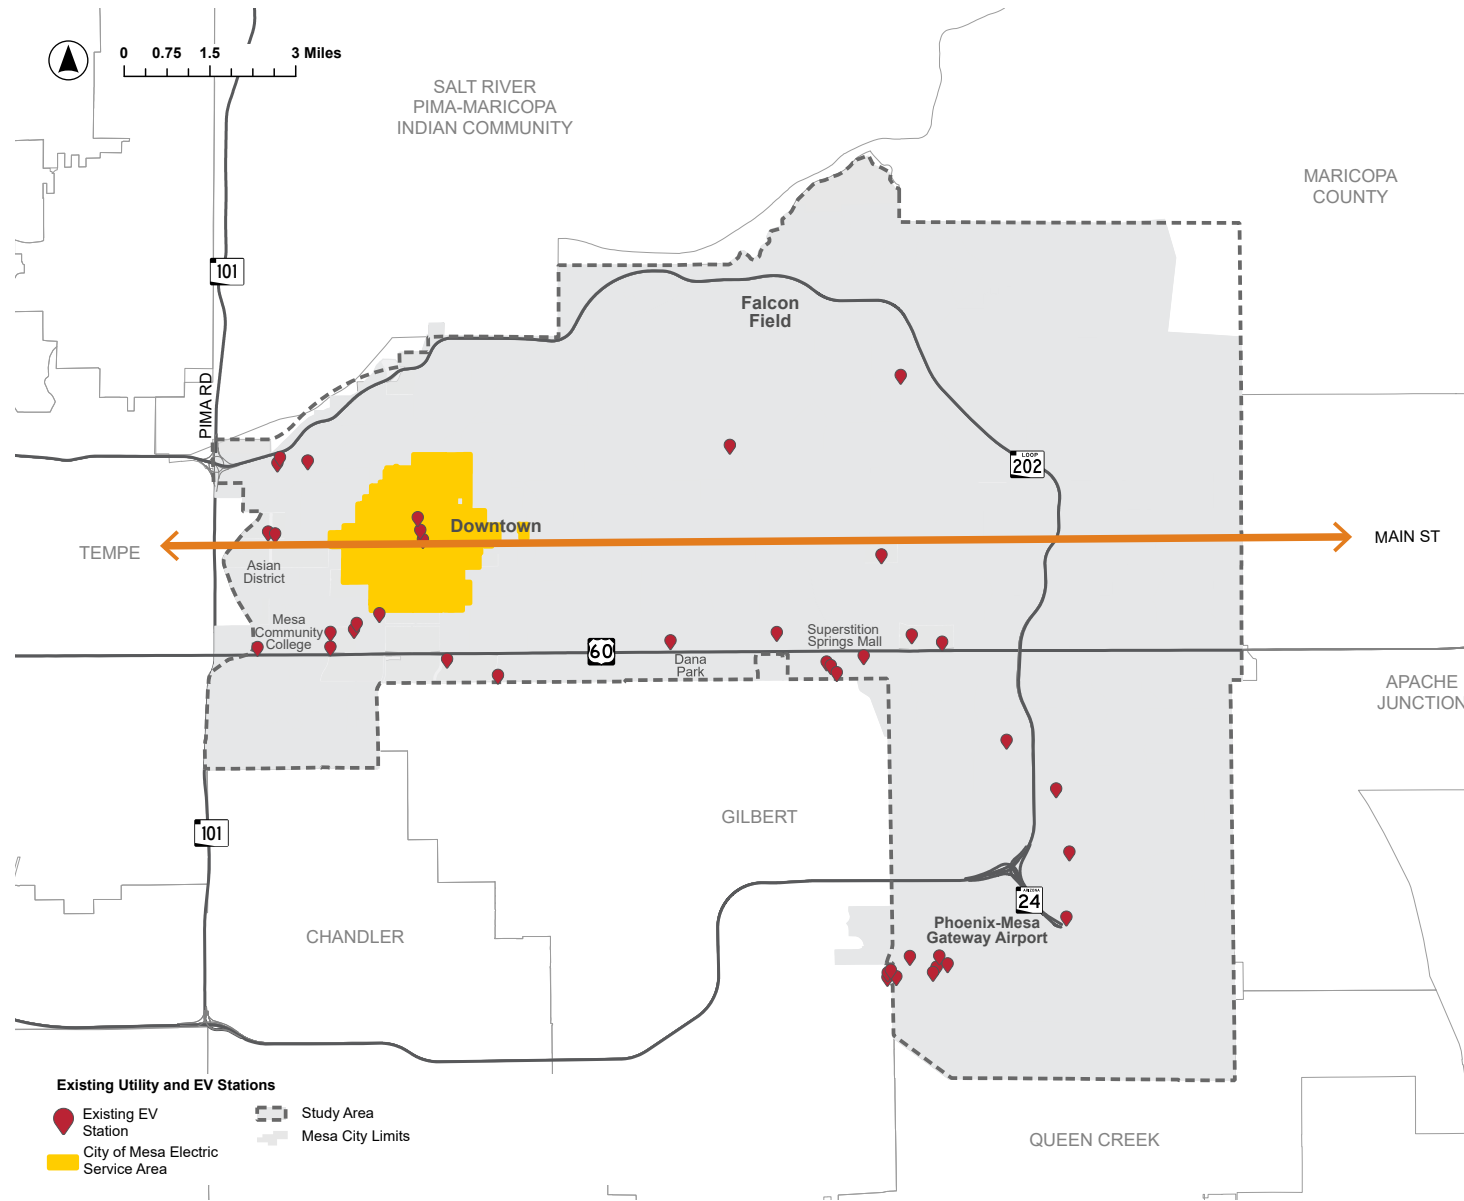 0 0.75 1.5 3 Miles
SALT RIVER
PIMA-MARICOPA
INDIAN COMMUNITY
MARICOPA
COUNTY
101
Falcon
Field
PIMA RD
LOOP
202
Downtown
MAIN ST
TEMPE
Asian
District
Mesa
Community
College
Superstition
Springs Mall
60
Dana
Park
APACHE
JUNCTION
GILBERT
101
ARIZONA
24
Phoenix-Mesa
Gateway Airport
CHANDLER
Existing Utility and EV Stations
Existing EV
Station
City of Mesa Electric
Service Area
Study Area
Mesa City Limits
QUEEN CREEK